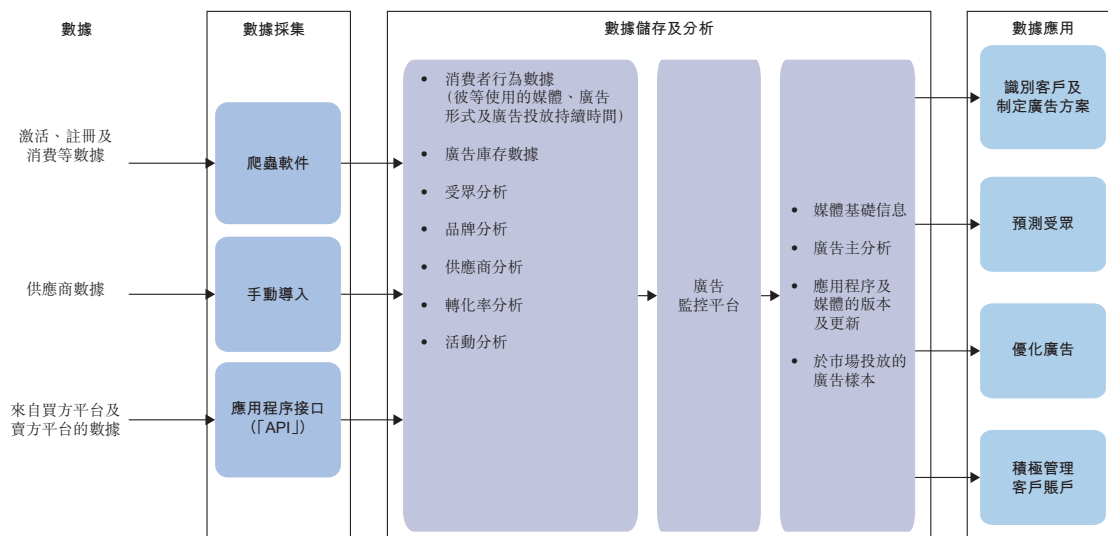 數據
數據採集
數據儲存及分析
數據應用
激活、註冊及
消費等數據
供應商數據
來自買方平台及
賣方平台的數據
爬蟲軟件
手動導入
應用程序接口
(「API」)
• 消費者行為數據
(彼等使用的媒體、廣告
形式及廣告投放持續時間)
• 廣告庫存數據
• 受眾分析
• 品牌分析
• 供應商分析
• 轉化率分析
• 活動分析
廣告
監控平台
• 媒體基礎信息
• 廣告主分析
• 應用程序及
媒體的版本
及更新
• 於市場投放的
廣告樣本
識別客戶及
制定廣告方案
預測受眾
優化廣告
積極管理
客戶賬戶